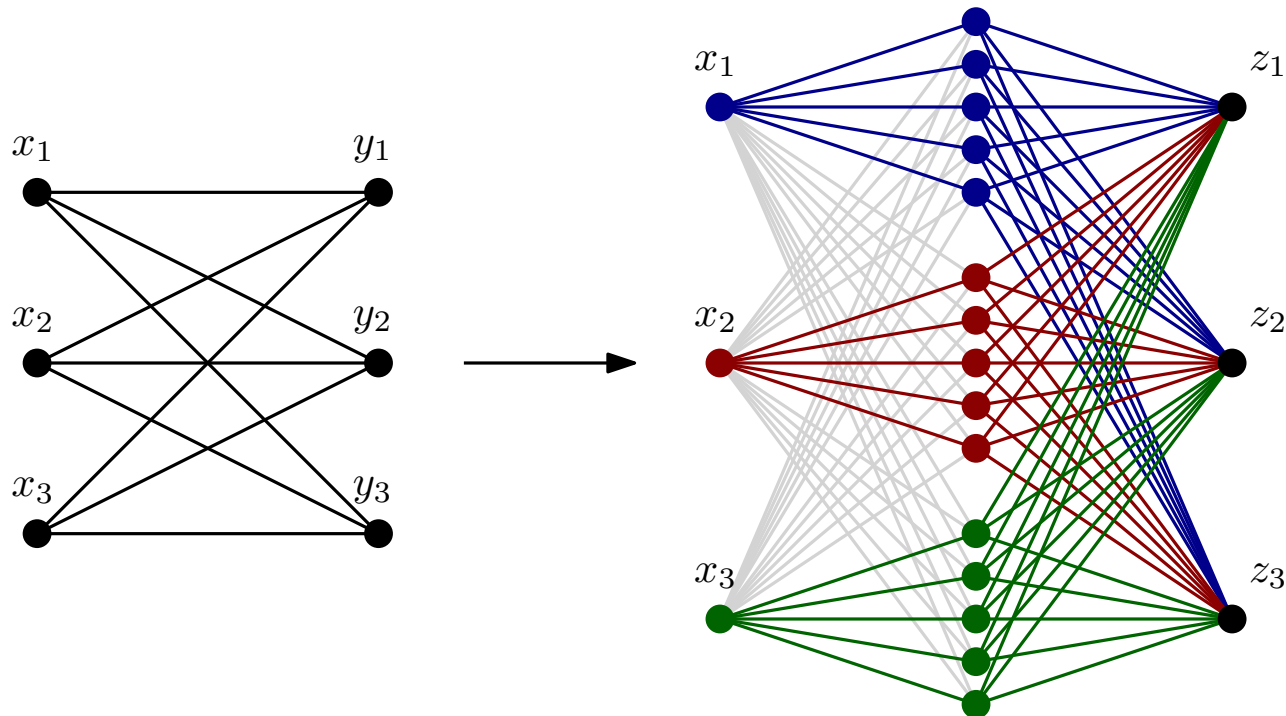 x₁ y₁
x₂ y₂
x₃ y₃
x₁ z₁
x₂ z₂
x₃ z₃